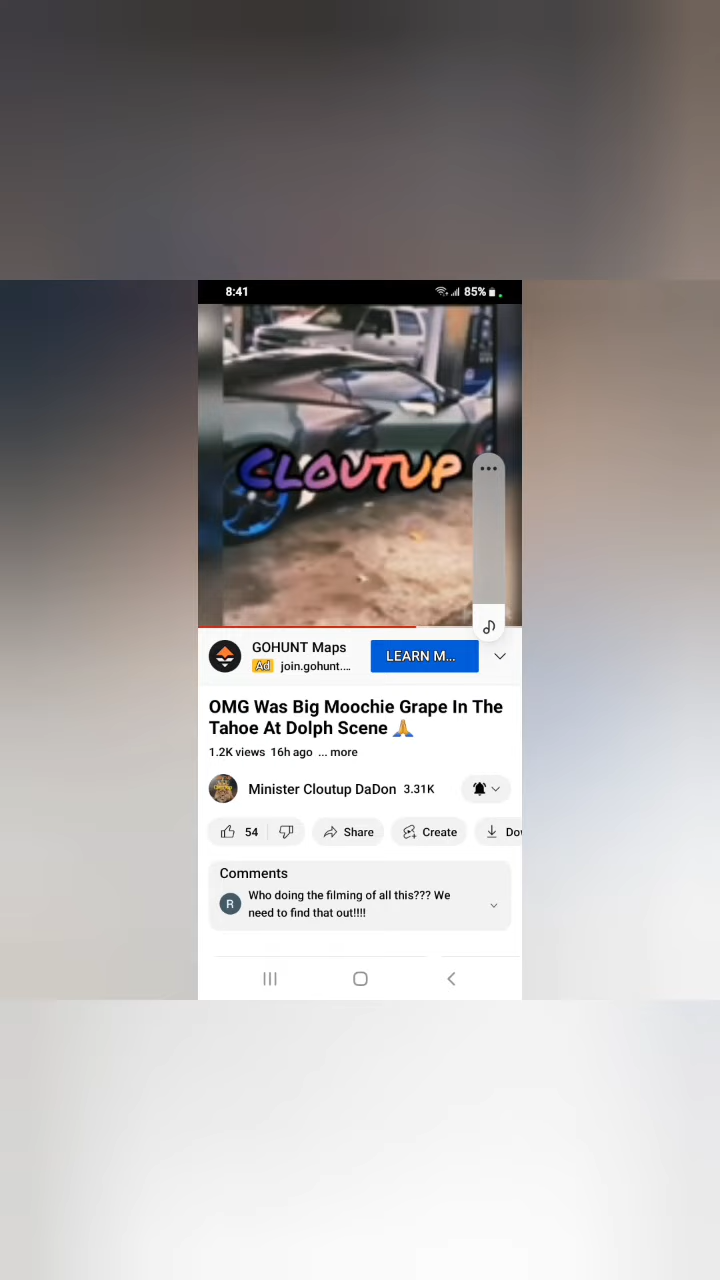 8:41 85%
CLOUTUP
GOHUNT Maps
Ad join.gohunt.... LEARN M...
OMG Was Big Moochie Grape In The
Tahoe At Dolph Scene 🙏
1.2K views 16h ago ... more
Minister Cloutup DaDon 3.31K
54 Share Create Dow
Comments
R Who doing the filming of all this??? We
need to find that out!!!!